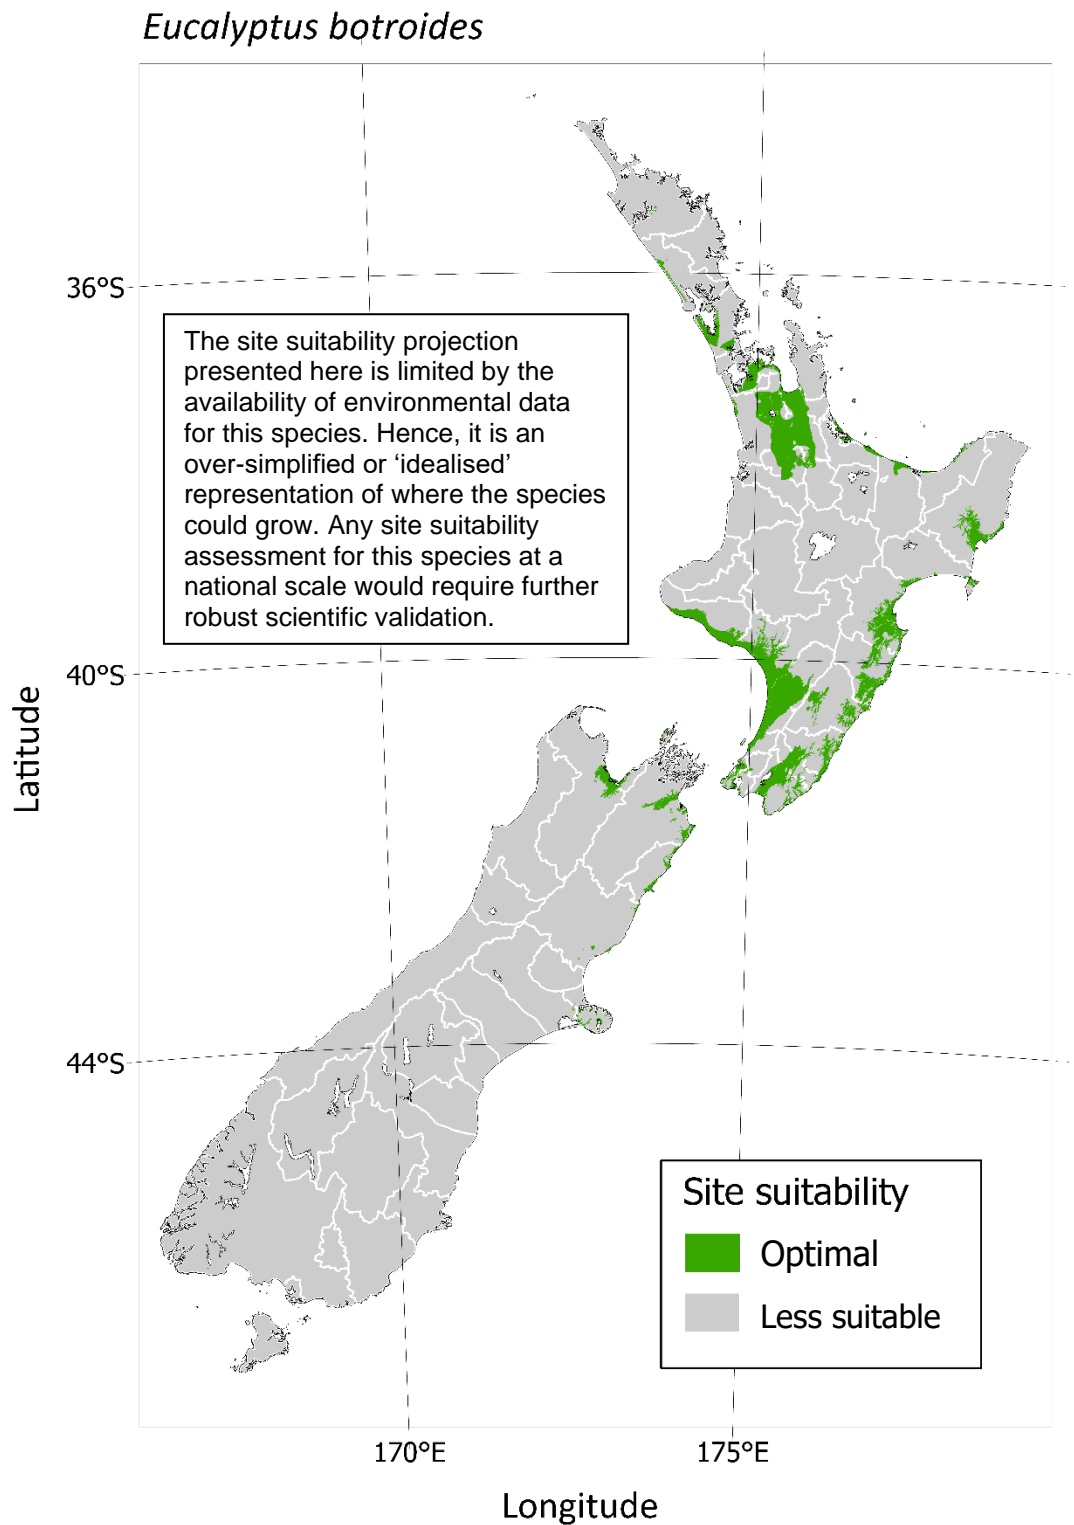 Eucalyptus botroides
36°S
The site suitability projection
presented here is limited by the
availability of environmental data
for this species. Hence, it is an
over-simplified or ‘idealised’
representation of where the species
could grow. Any site suitability
assessment for this species at a
national scale would require further
robust scientific validation.
40°S
Latitude
44°S
Site suitability
Optimal
Less suitable
170°E
175°E
Longitude